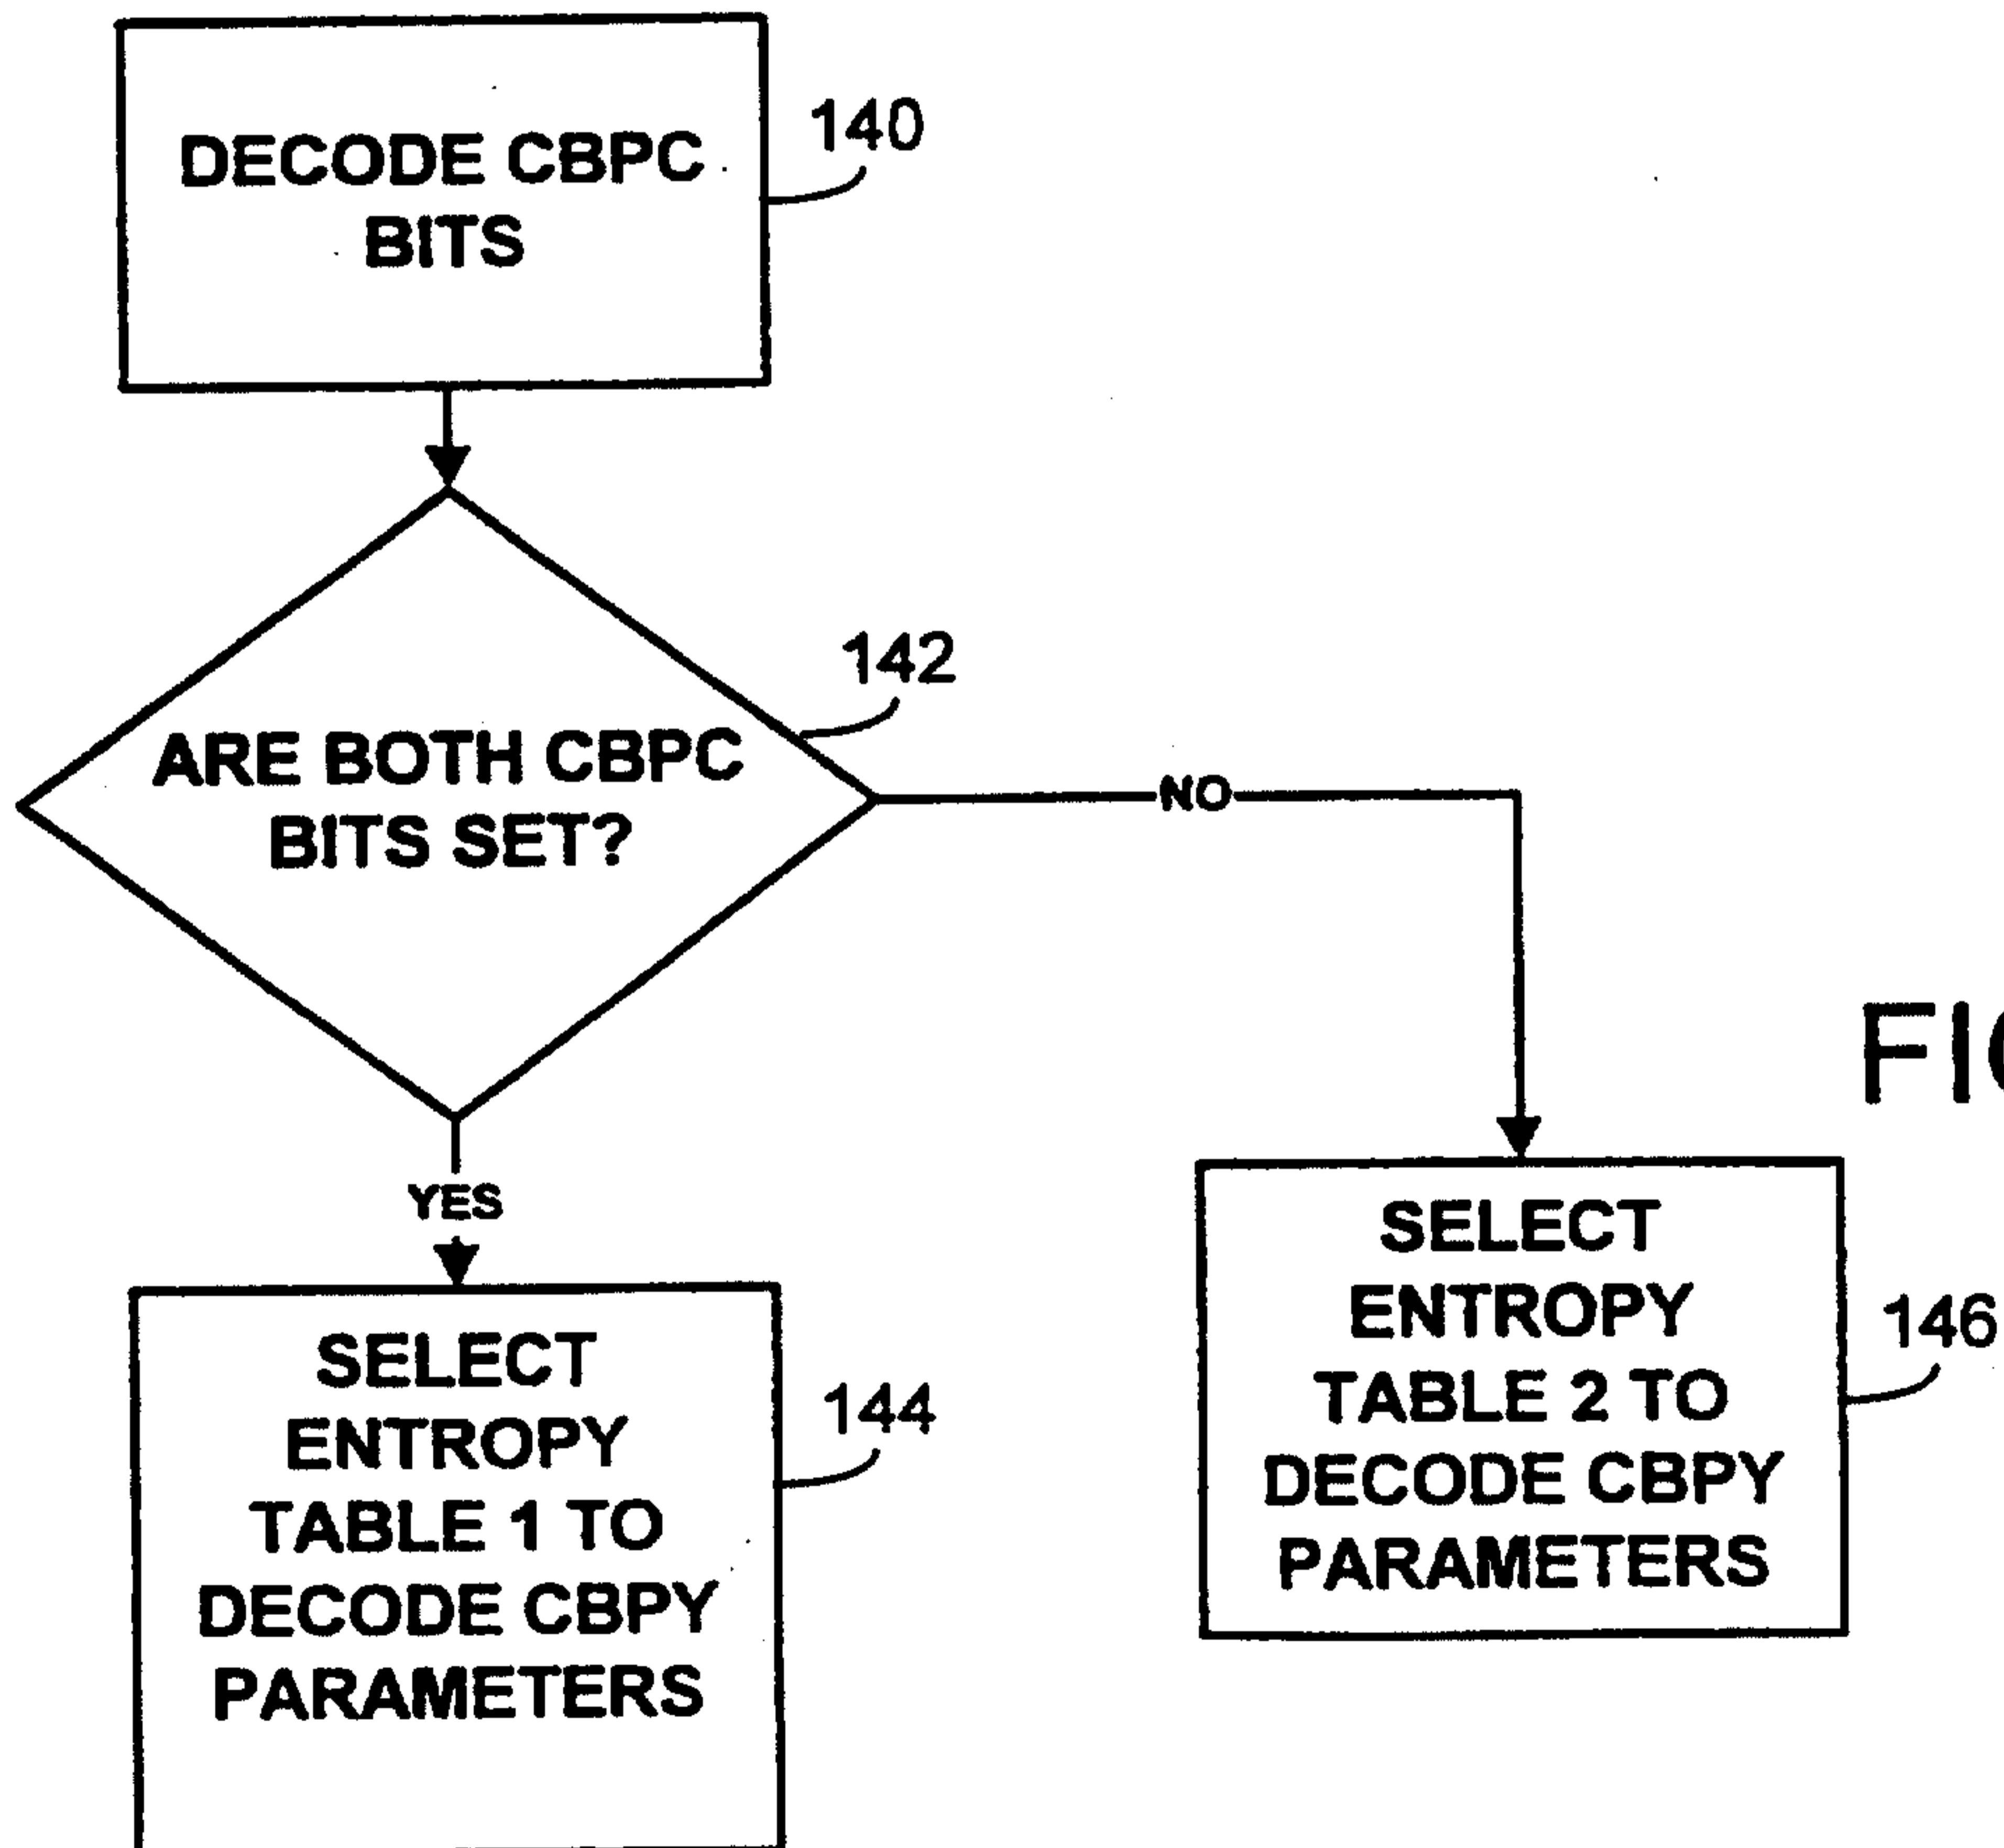 DECODE CBPC
BITS
140
ARE BOTH CBPC
BITS SET?
142
NO
YES
SELECT
ENTROPY
TABLE 1 TO
DECODE CBPY
PARAMETERS
144
SELECT
ENTROPY
TABLE 2 TO
DECODE CBPY
PARAMETERS
146